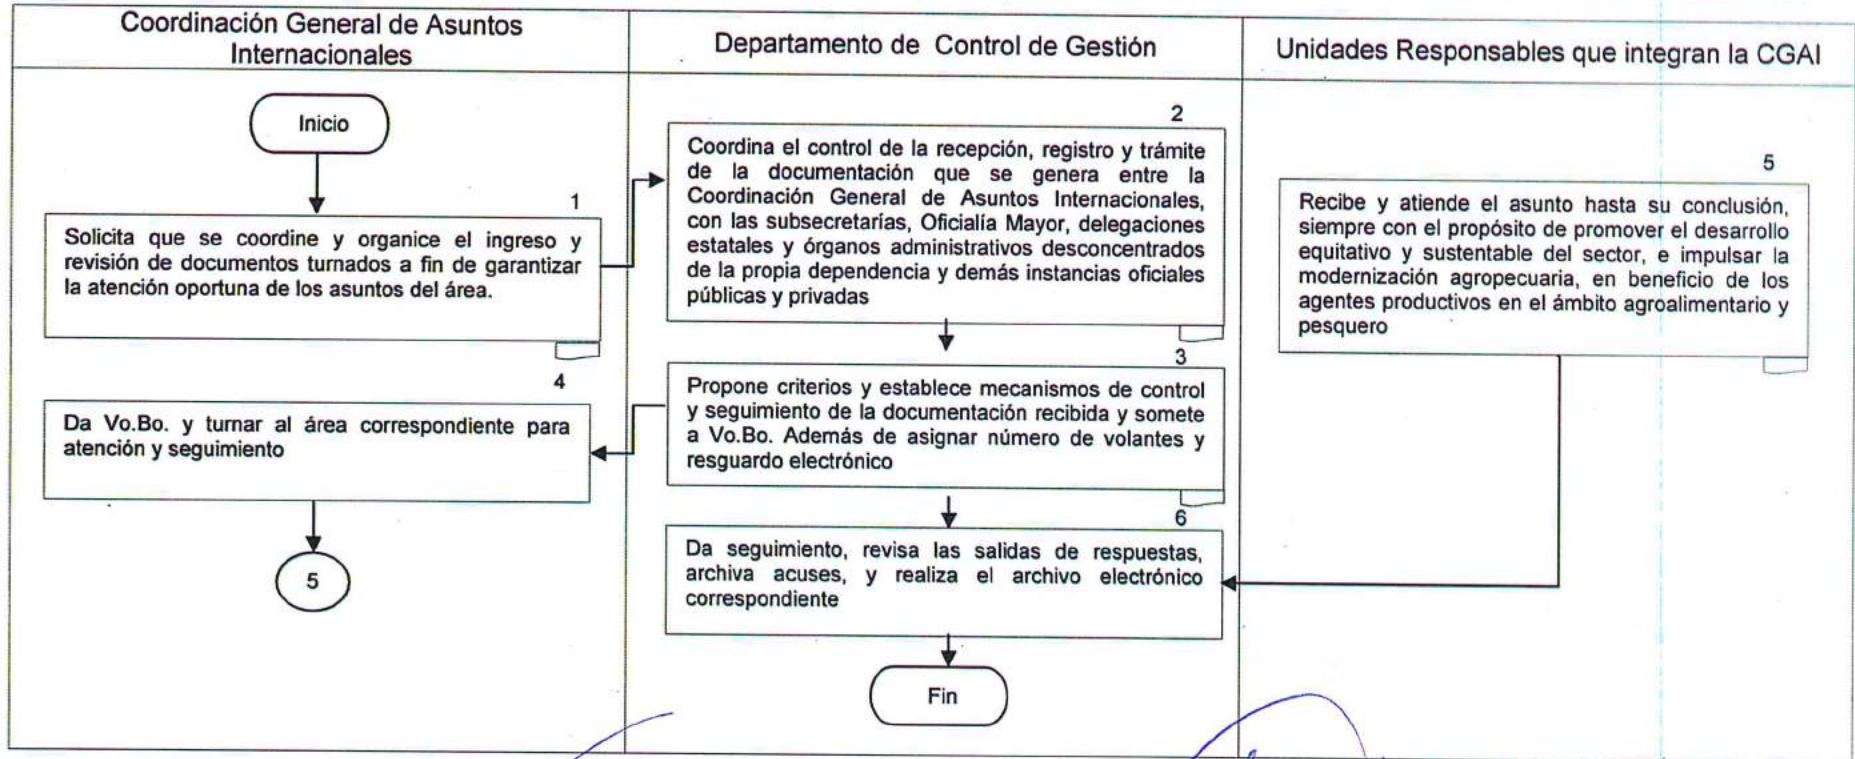 Coordinación General de Asuntos
Internacionales
Departamento de Control de Gestión
Unidades Responsables que integran la CGAI
Inicio
1
Solicita que se coordine y organice el ingreso y
revisión de documentos turnados a fin de garantizar
la atención oportuna de los asuntos del área.
2
Coordina el control de la recepción, registro y trámite
de la documentación que se genera entre la
Coordinación General de Asuntos Internacionales,
con las subsecretarías, Oficialía Mayor, delegaciones
estatales y órganos administrativos desconcentrados
de la propia dependencia y demás instancias oficiales
públicas y privadas
3
Propone criterios y establece mecanismos de control
y seguimiento de la documentación recibida y somete
a Vo.Bo. Además de asignar número de volantes y
resguardo electrónico
4
Da Vo.Bo. y turnar al área correspondiente para
atención y seguimiento
5
5
Recibe y atiende el asunto hasta su conclusión,
siempre con el propósito de promover el desarrollo
equitativo y sustentable del sector, e impulsar la
modernización agropecuaria, en beneficio de los
agentes productivos en el ámbito agroalimentario y
pesquero
6
Da seguimiento, revisa las salidas de respuestas,
archiva acuses, y realiza el archivo electrónico
correspondiente
Fin